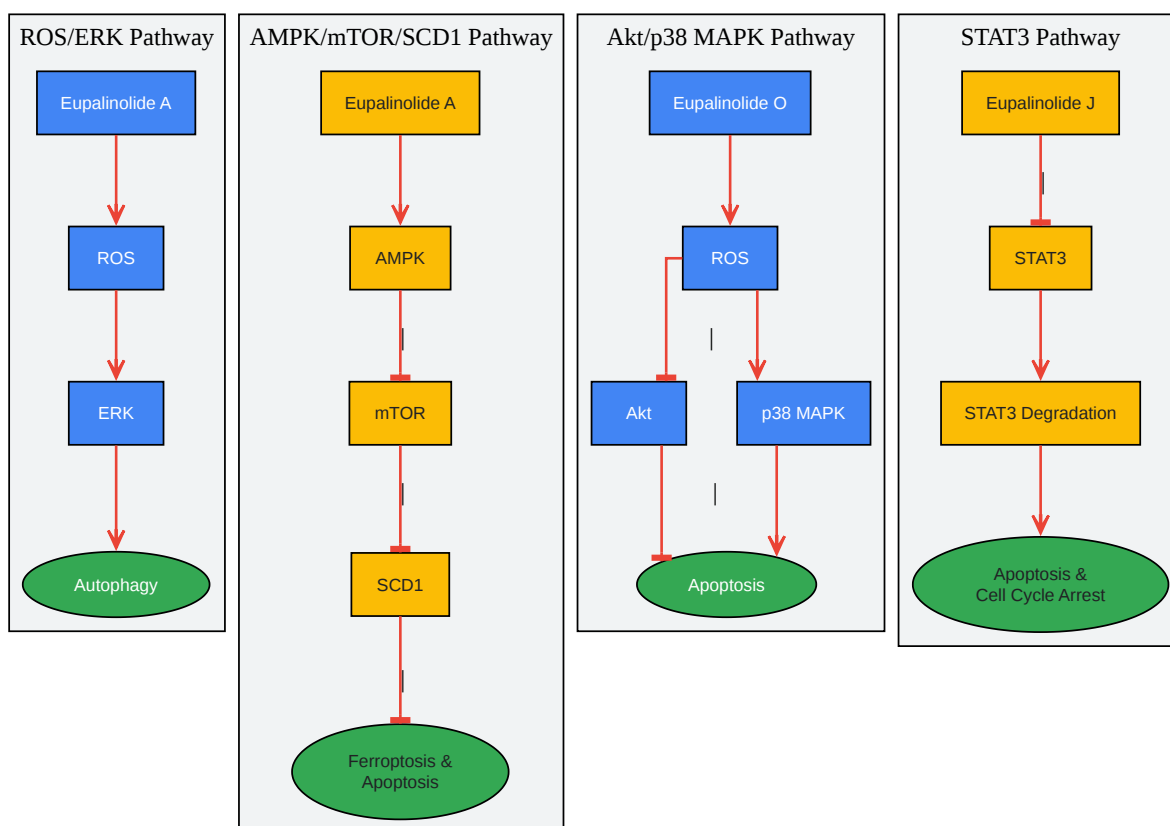 ROS/ERK Pathway
Eupalinolide A
ROS
ERK
Autophagy
AMPK/mTOR/SCD1 Pathway
Eupalinolide A
AMPK
|
mTOR
|
SCD1
|
Ferroptosis &
Apoptosis
Akt/p38 MAPK Pathway
Eupalinolide O
ROS
|
Akt
p38 MAPK
|
Apoptosis
STAT3 Pathway
Eupalinolide J
|
STAT3
STAT3 Degradation
Apoptosis &
Cell Cycle Arrest